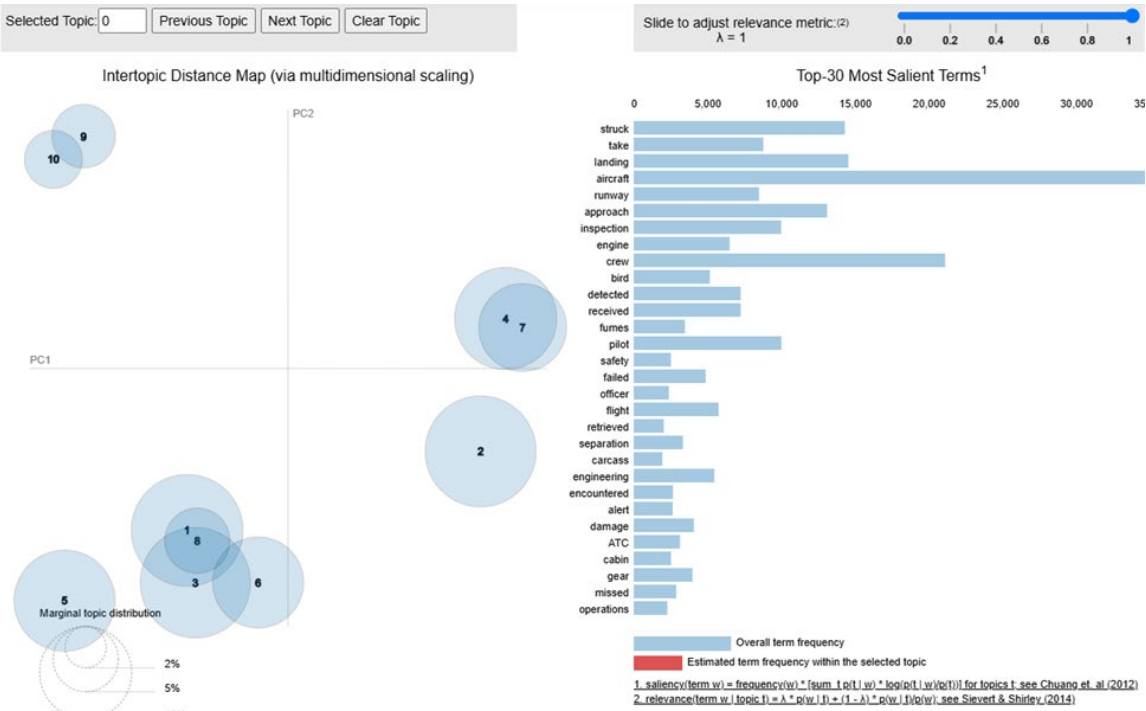 Selected Topic: 0 Previous Topic Next Topic Clear Topic
Slide to adjust relevance metric:(2)
λ = 1
0.0 0.2 0.4 0.6 0.8 1
Intertopic Distance Map (via multidimensional scaling)
PC2
PC1
9
10
4
7
2
1
8
3
6
5
Marginal topic distribution
2%
5%
Top-30 Most Salient Terms1
0 5,000 10,000 15,000 20,000 25,000 30,000 35
struck
take
landing
aircraft
runway
approach
inspection
engine
crew
bird
detected
received
fumes
pilot
safety
failed
officer
flight
retrieved
separation
carcass
engineering
encountered
alert
damage
ATC
cabin
gear
missed
operations
Overall term frequency
Estimated term frequency within the selected topic
1. saliency(term w) = frequency(w) * [sum_t p(t | w) * log(p(t | w)/p(t))] for topics t; see Chuang et. al (2012)
2. relevance(term w | topic t) = λ * p(w | t) + (1 - λ) * p(w | t)/p(w); see Sievert & Shirley (2014)